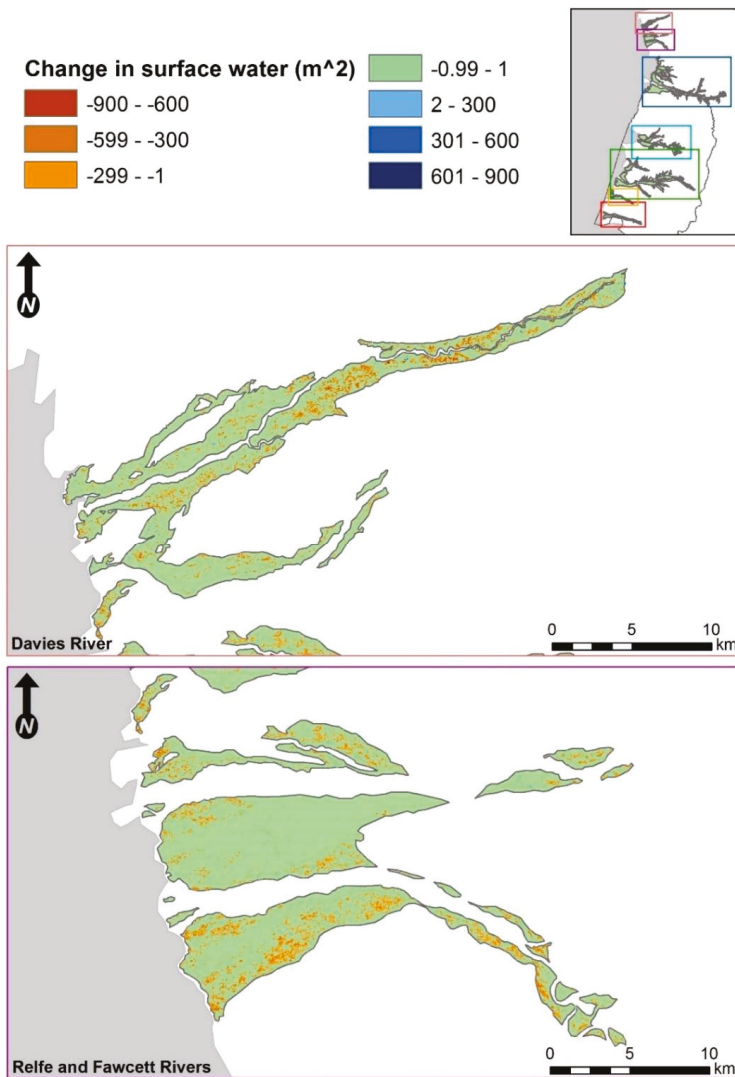 Change in surface water (m^2)
-900 - -600
-599 - -300
-299 - -1
-0.99 - 1
2 - 300
301 - 600
601 - 900
N
Davies River
0 5 10
km
N
Relfe and Fawcett Rivers
0 5 10
km